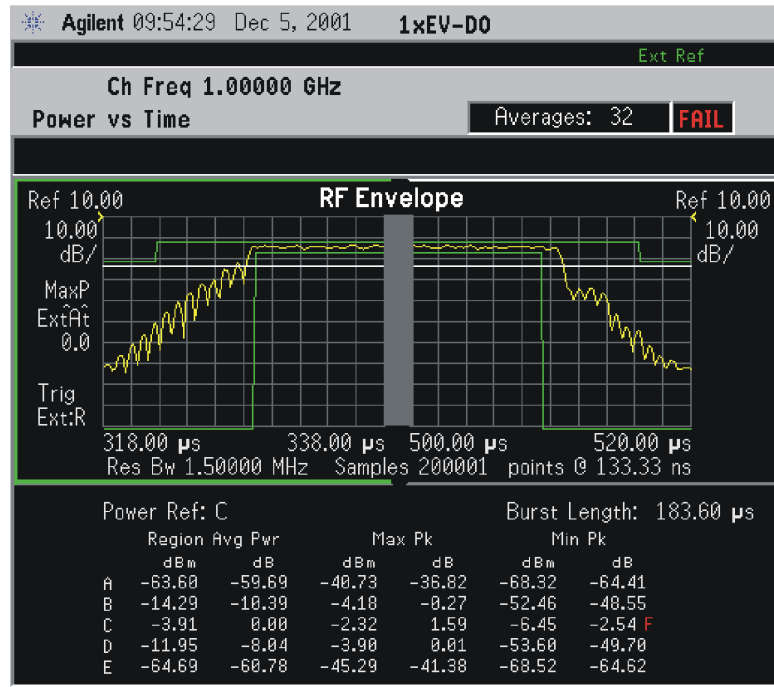 Agilent 09:54:29 Dec 5, 2001 1xEV-DO
Ext Ref
Ch Freq 1.00000 GHz
Power vs Time Averages: 32 FAIL
Ref 10.00 RF Envelope Ref 10.00
10.00 10.00
dB/ dB/
MaxP
ExtAt
0.0
Trig
Ext:R
318.00 µs 338.00 µs 500.00 µs 520.00 µs
Res Bw 1.50000 MHz Samples 200001 points @ 133.33 ns
Power Ref: C Burst Length: 183.60 µs
Region Avg Pwr Max Pk Min Pk
dBm dB dBm dB dBm dB
A -63.60 -59.69 -40.73 -36.82 -68.32 -64.41
B -14.29 -10.39 -4.18 -0.27 -52.46 -48.55
C -3.91 0.00 -2.32 1.59 -6.45 -2.54 F
D -11.95 -8.04 -3.90 0.01 -53.60 -49.70
E -64.69 -60.78 -45.29 -41.38 -68.52 -64.62